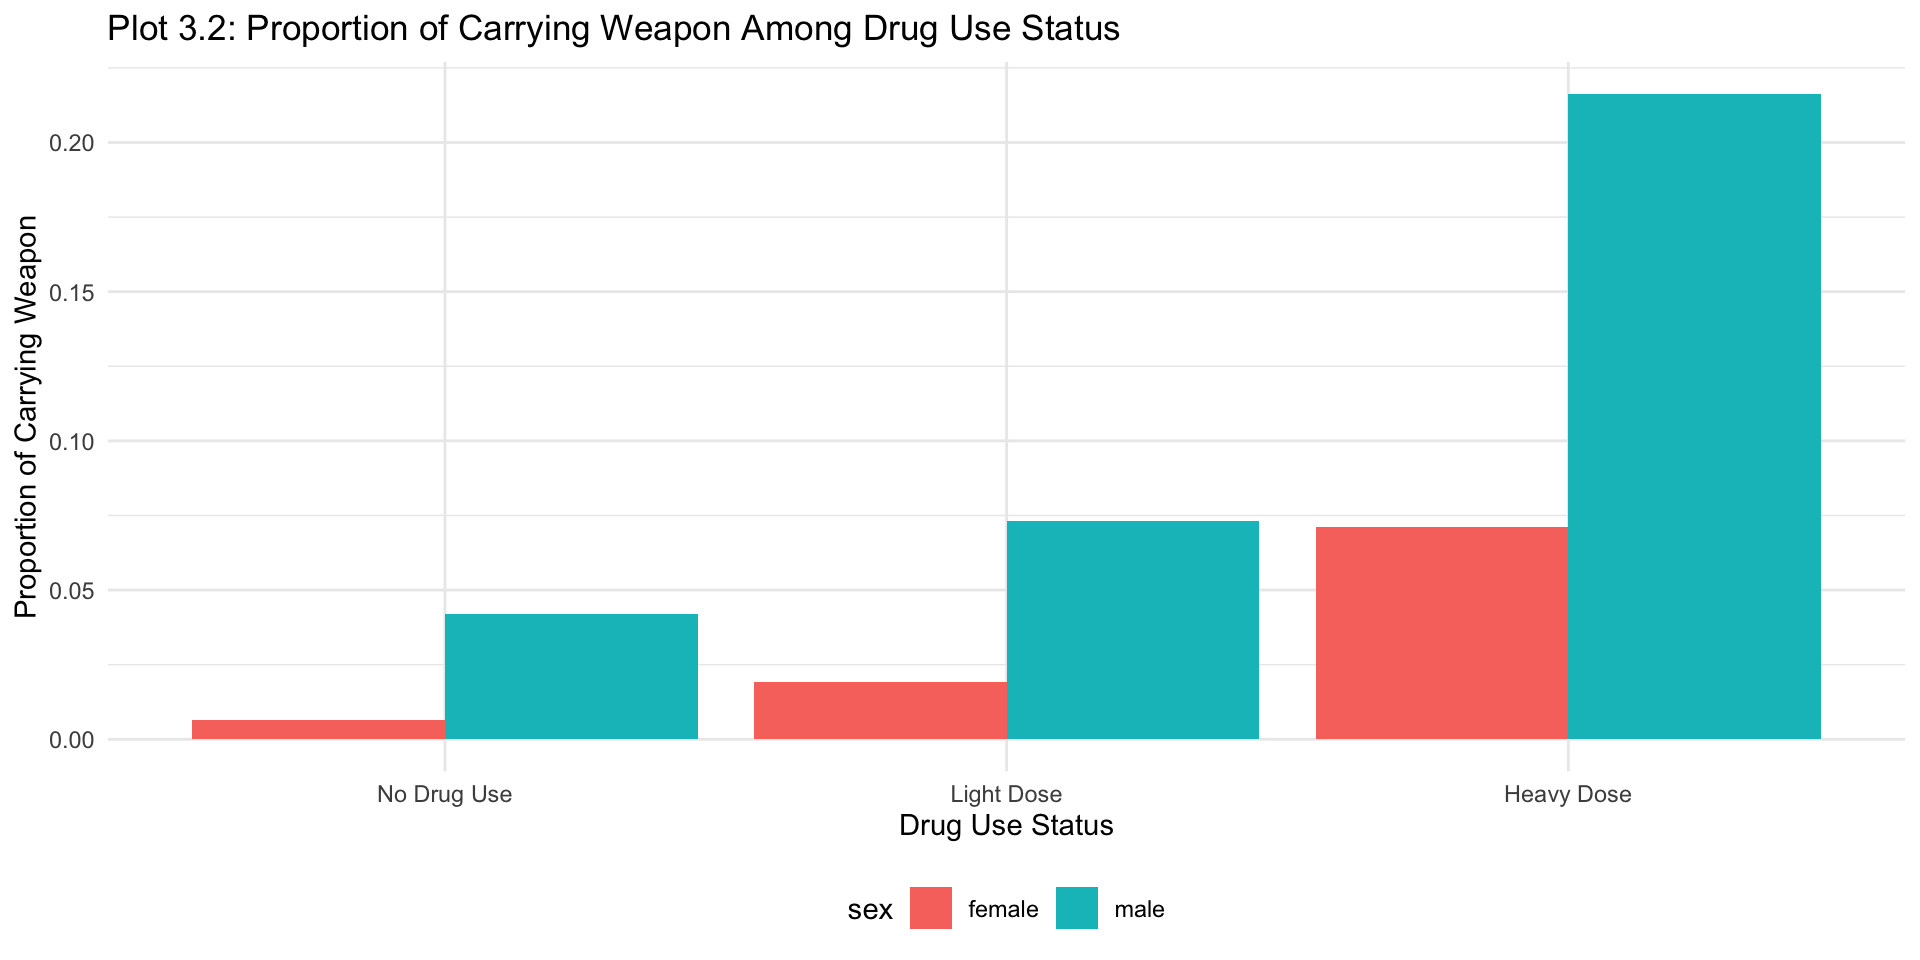 Plot 3.2: Proportion of Carrying Weapon Among Drug Use Status
Proportion of Carrying Weapon
0.20
0.15
0.10
0.05
0.00
No Drug Use
Light Dose
Heavy Dose
Drug Use Status
sex
female
male